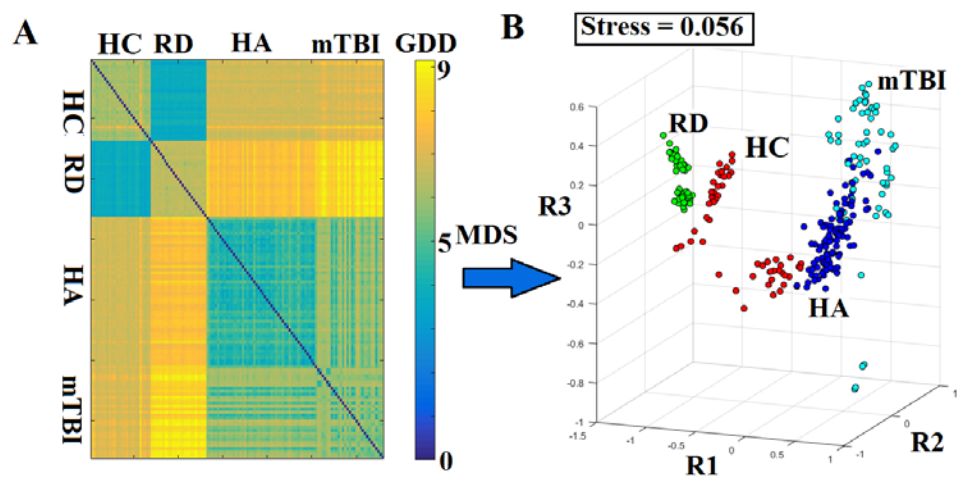 A
HC RD HA mTBI GDD
HC
RD
HA
mTBI
9
5
0
MDS
B
Stress = 0.056
mTBI
RD
HC
HA
R3
0.6
0.4
0.2
0
-0.2
-0.4
-0.6
-0.8
-1
-1.5
-1
-0.5
0
0.5
1
R1
-1
0
1
R2